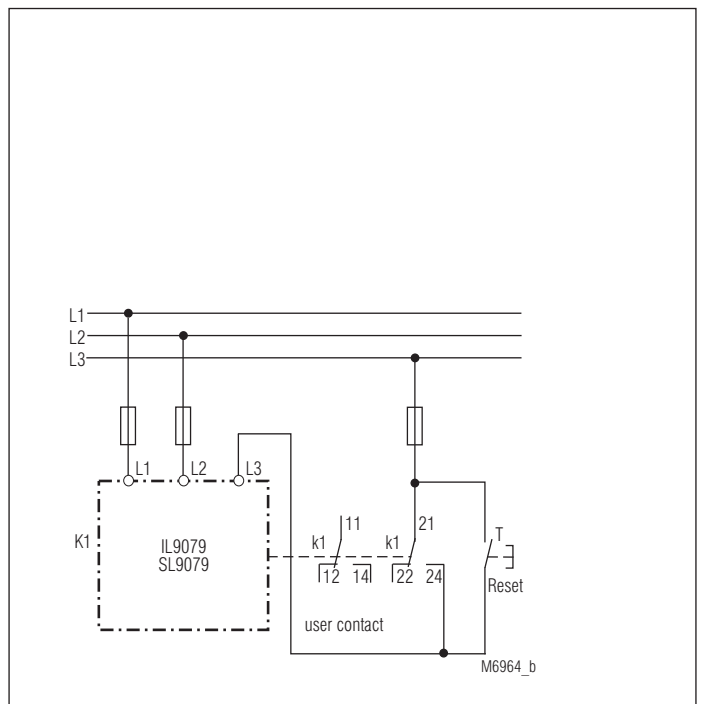 L1
L2
L3
L1 L2 L3
K1
IL9079
SL9079
k1 11 k1 21 T
12 14 22 24
Reset
user contact
M6964_b